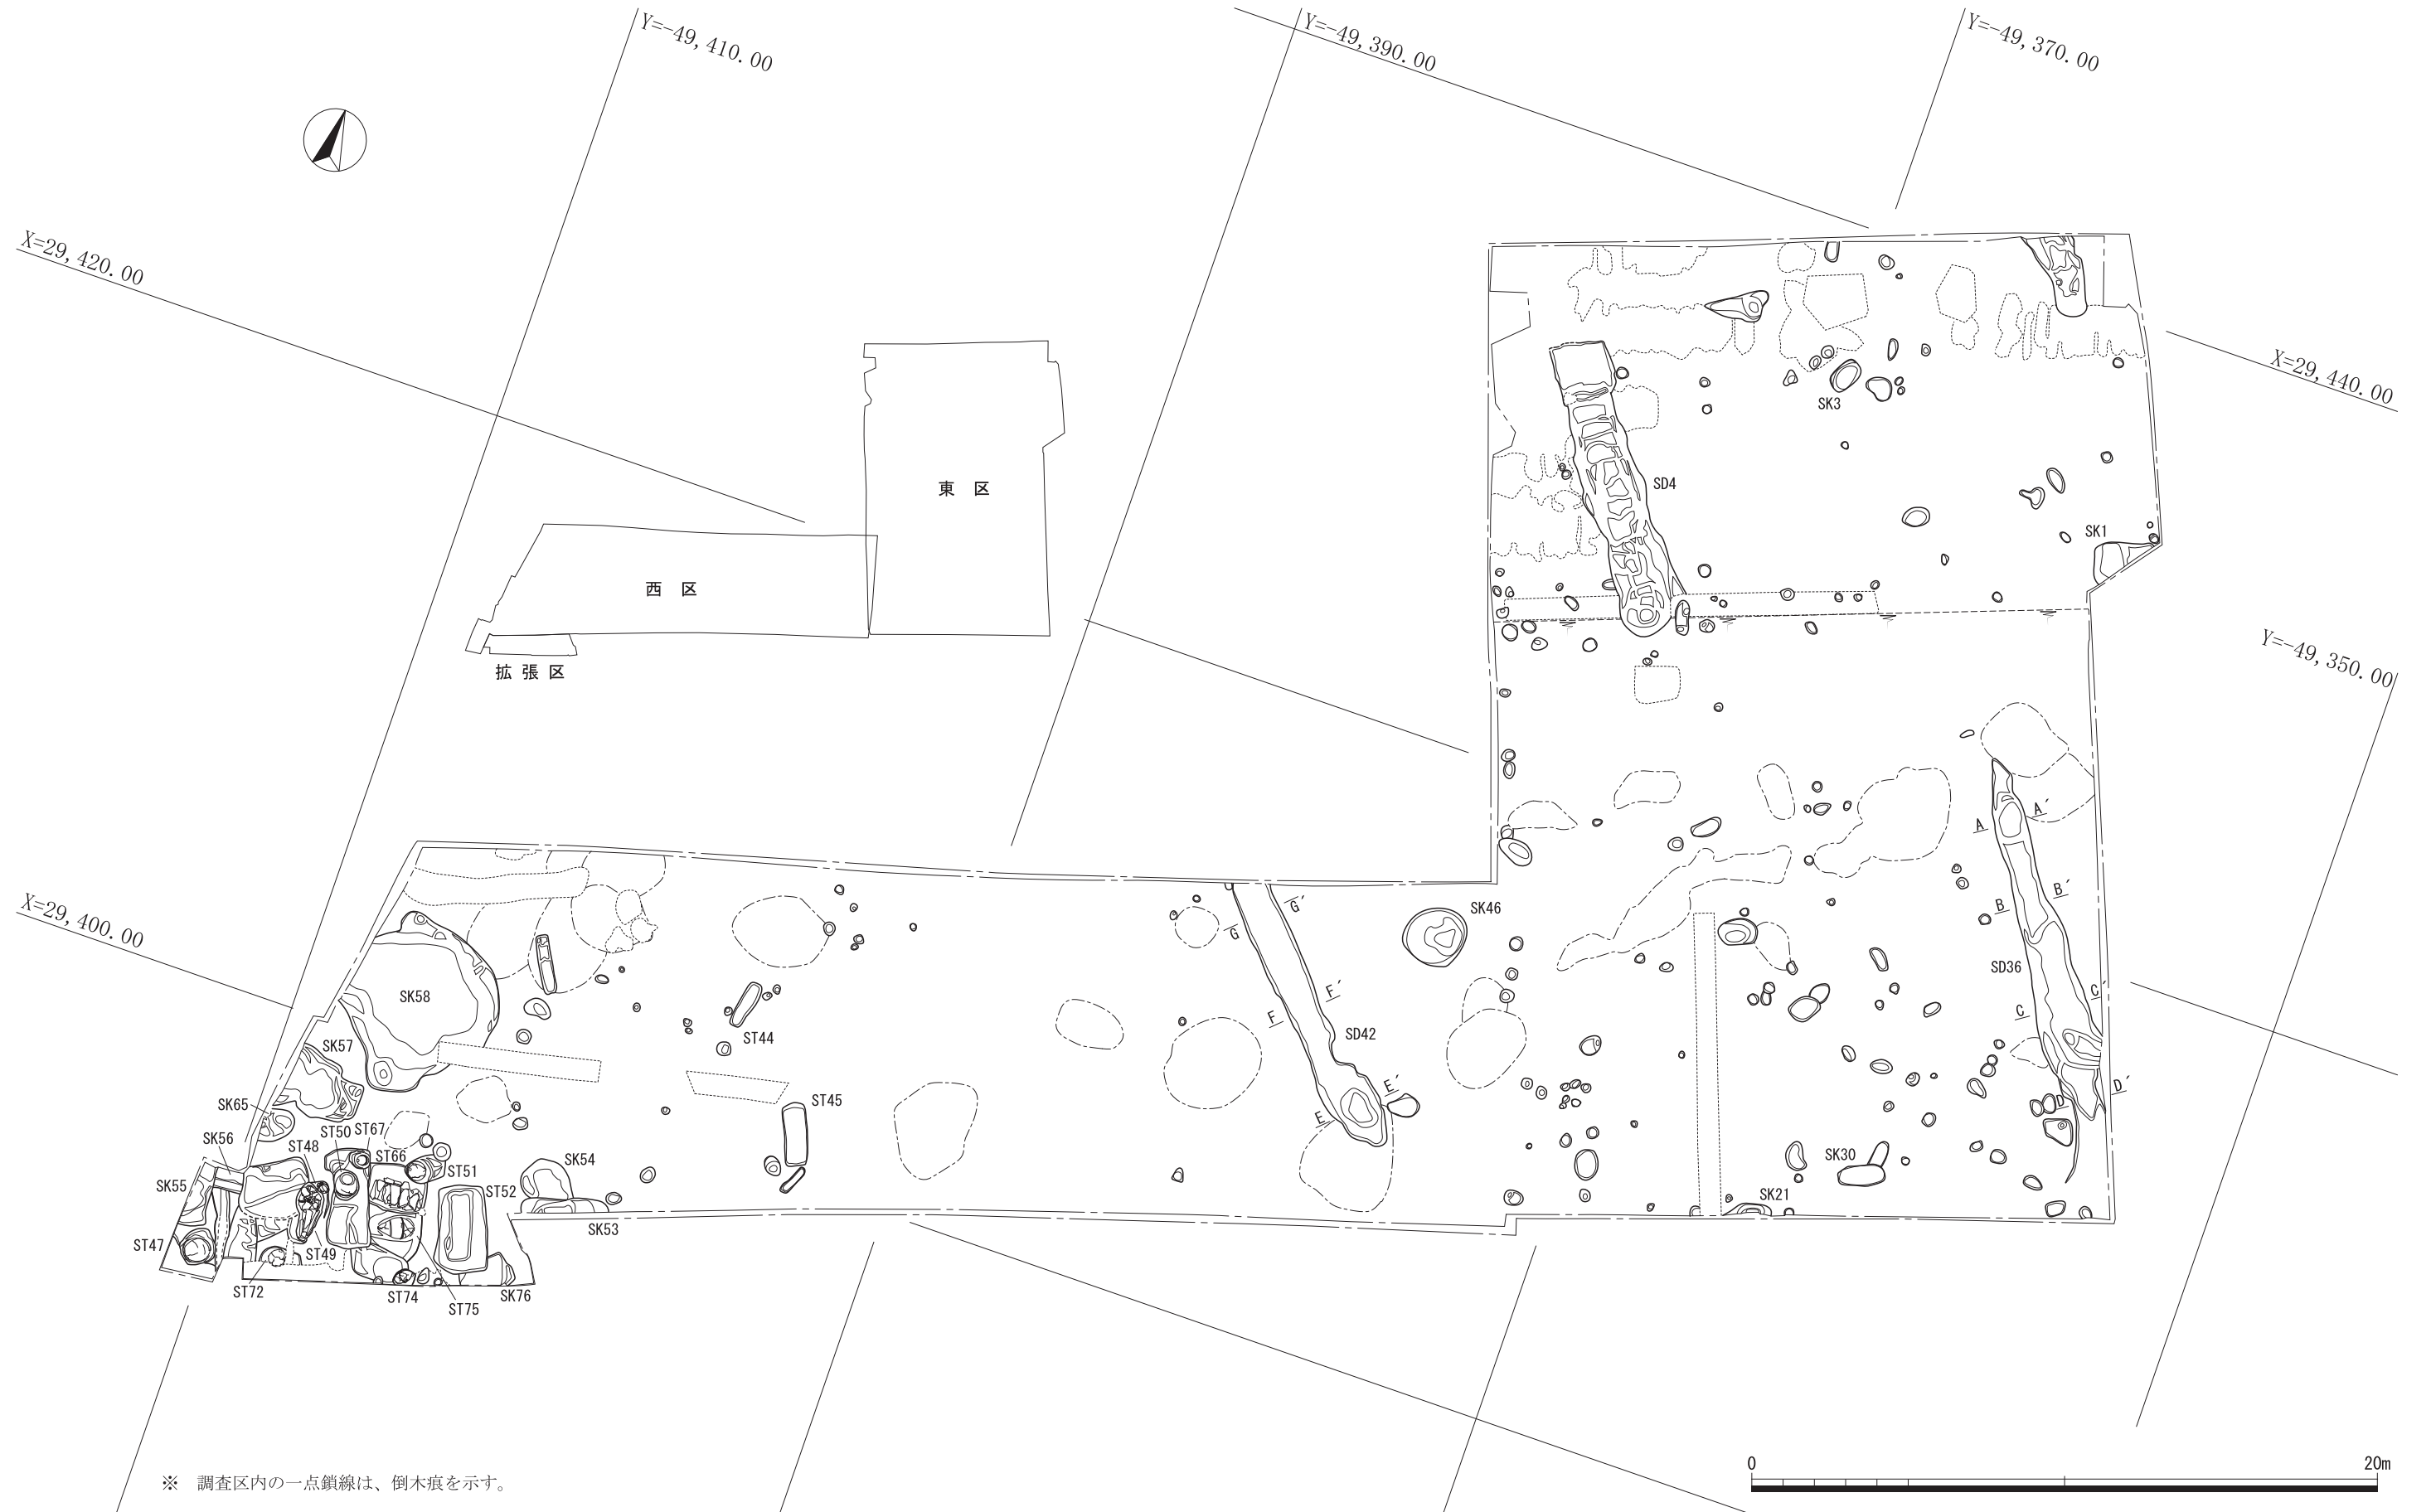 Y=-49,410.00
Y=-49,390.00
Y=-49,370.00
X=29,420.00
X=29,440.00
東 区
西 区
拡 張 区
SK3
SD4
SK1
Y=-49,350.00
A
A´
B
B´
SD36
C
C´
D
D´
SK30
SK21
X=29,400.00
SK46
G
G´
F
F´
SD42
E
E´
SK58
SK57
ST44
ST45
SK65
SK56
ST50
ST67
ST48
ST66
ST51
SK54
SK55
ST52
SK53
ST47
ST49
ST72
ST74
ST75
SK76
※ 調査区内の一点鎖線は、倒木痕を示す。
0
20m